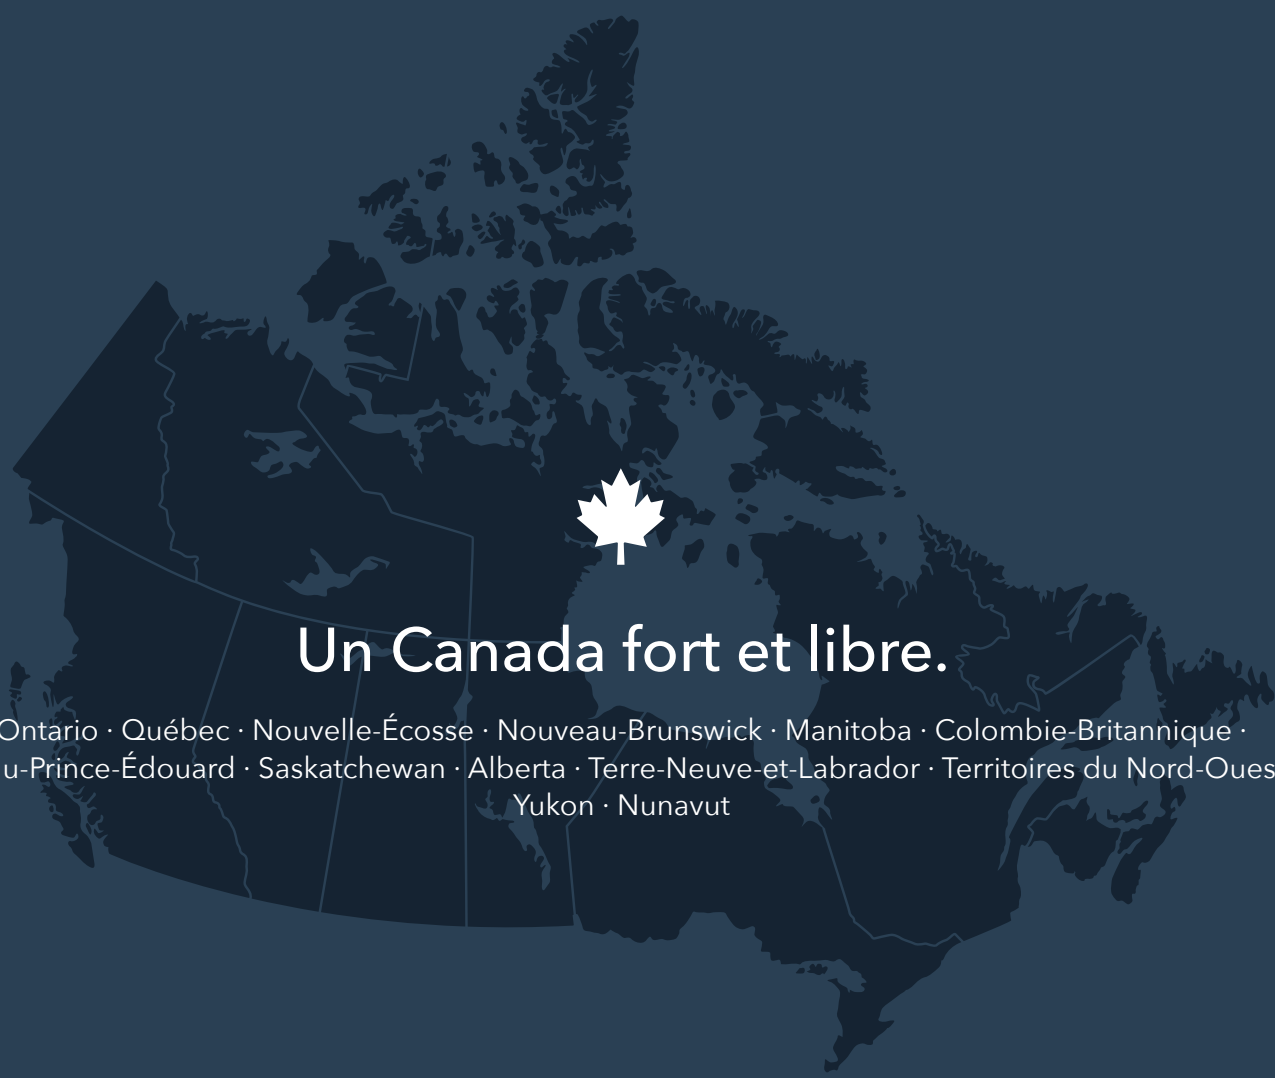 Un Canada fort et libre.
Ontario · Québec · Nouvelle-Écosse · Nouveau-Brunswick · Manitoba · Colombie-Britannique ·
u-Prince-Édouard · Saskatchewan · Alberta · Terre-Neuve-et-Labrador · Territoires du Nord-Oues
Yukon · Nunavut